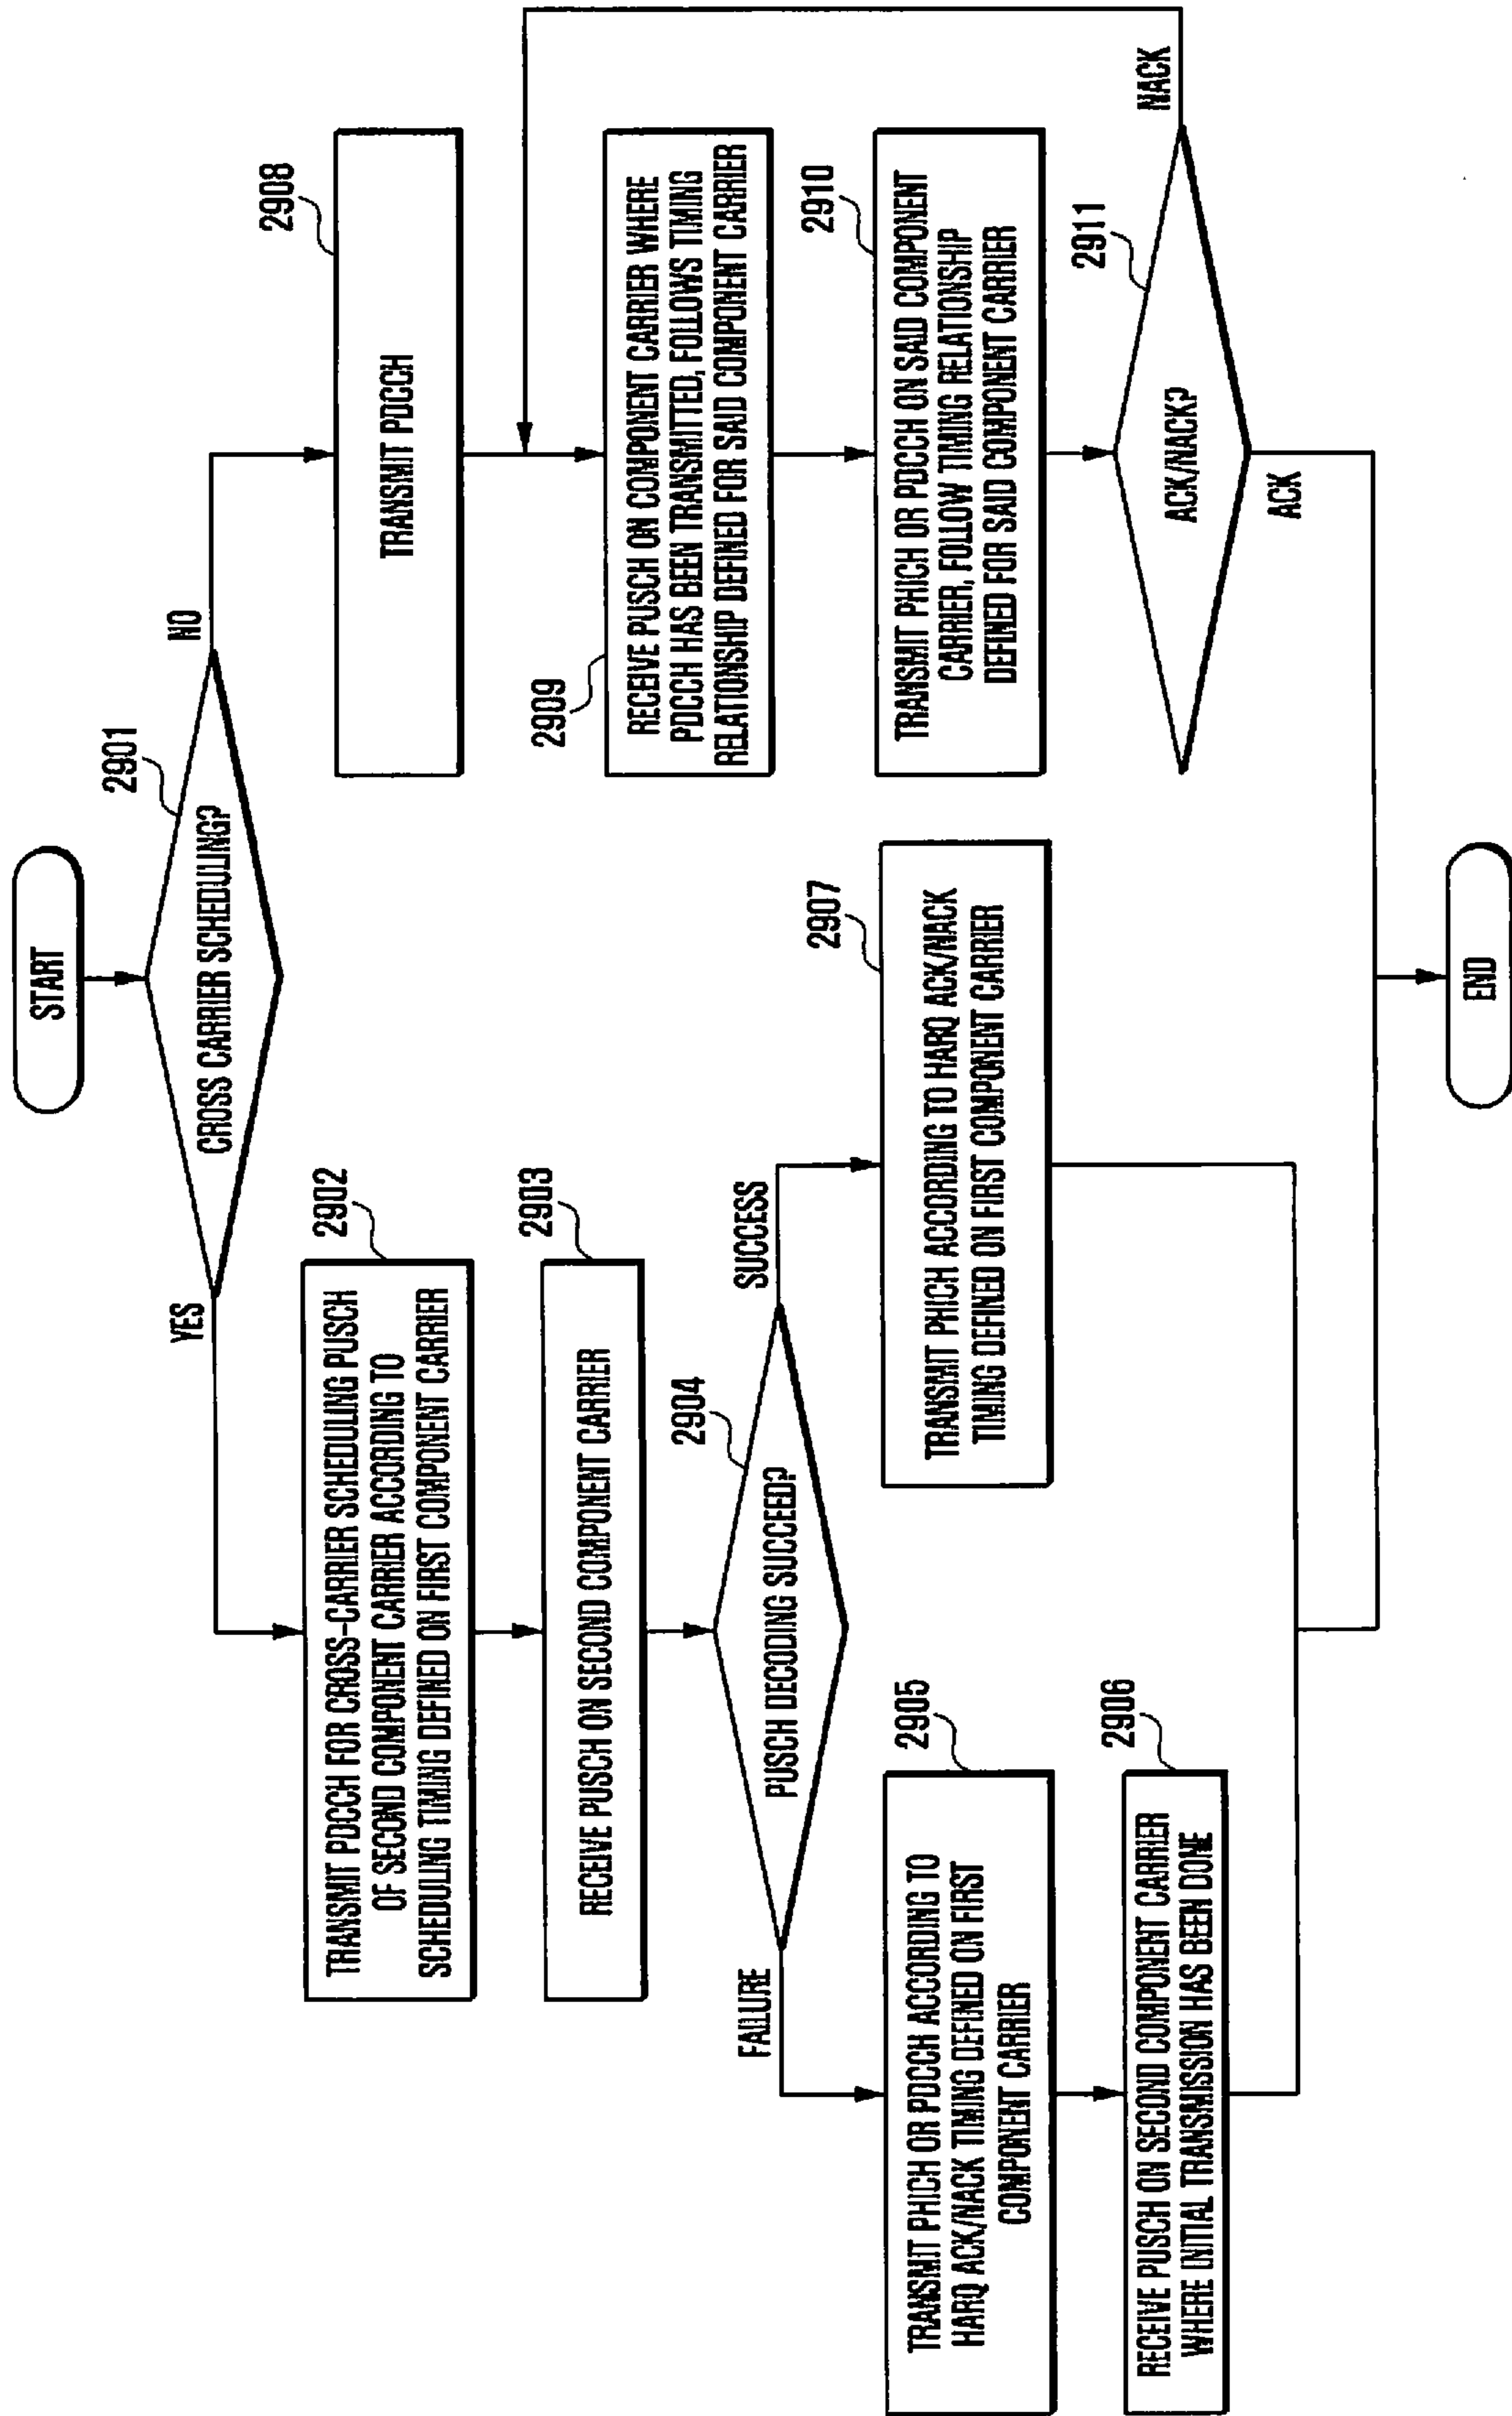 START
2901
CROSS CARRIER SCHEDULING?
YES
NO
2902
TRANSMIT PDCCH FOR CROSS-CARRIER SCHEDULING PUSCH
OF SECOND COMPONENT CARRIER ACCORDING TO
SCHEDULING TIMING DEFINED ON FIRST COMPONENT CARRIER
2903
RECEIVE PUSCH ON SECOND COMPONENT CARRIER
2904
PUSCH DECODING SUCCEED?
FAILURE
SUCCESS
2905
TRANSMIT PHICH OR PDCCH ACCORDING TO
HARQ ACK/NACK TIMING DEFINED ON FIRST
COMPONENT CARRIER
2906
RECEIVE PUSCH ON SECOND COMPONENT CARRIER
WHERE INITIAL TRANSMISSION HAS BEEN DONE
2907
TRANSMIT PHICH ACCORDING TO HARQ ACK/NACK
TIMING DEFINED ON FIRST COMPONENT CARRIER
2908
TRANSMIT PDCCH
2909
RECEIVE PUSCH ON COMPONENT CARRIER WHERE
PDCCH HAS BEEN TRANSMITTED, FOLLOWS TIMING
RELATIONSHIP DEFINED FOR SAID COMPONENT CARRIER
2910
TRANSMIT PHICH OR PDCCH ON SAID COMPONENT
CARRIER, FOLLOW TIMING RELATIONSHIP
DEFINED FOR SAID COMPONENT CARRIER
2911
ACK/NACK?
NACK
ACK
END